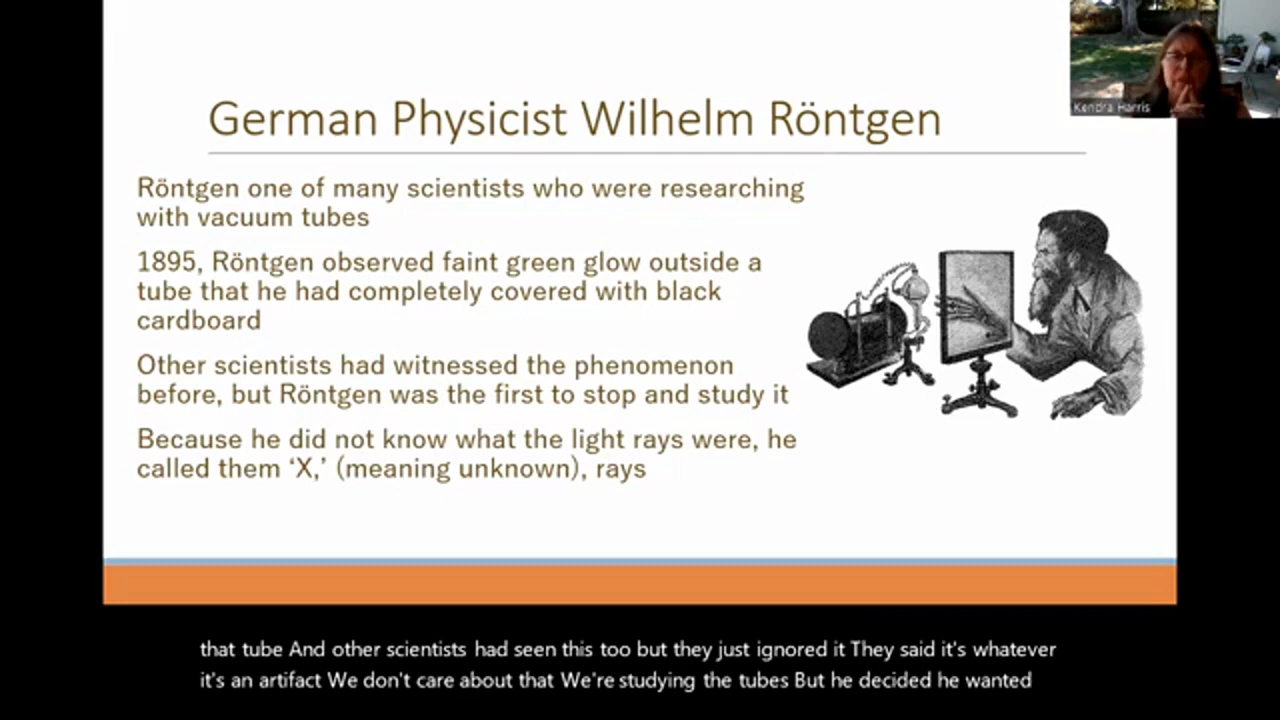 German Physicist Wilhelm Röntgen
Kendra Harris
Röntgen one of many scientists who were researching
with vacuum tubes
1895, Röntgen observed faint green glow outside a
tube that he had completely covered with black
cardboard
Other scientists had witnessed the phenomenon
before, but Röntgen was the first to stop and study it
Because he did not know what the light rays were, he
called them ‘X,’ (meaning unknown), rays
that tube And other scientists had seen this too but they just ignored it They said it's whatever
it's an artifact We don't care about that We're studying the tubes But he decided he wanted